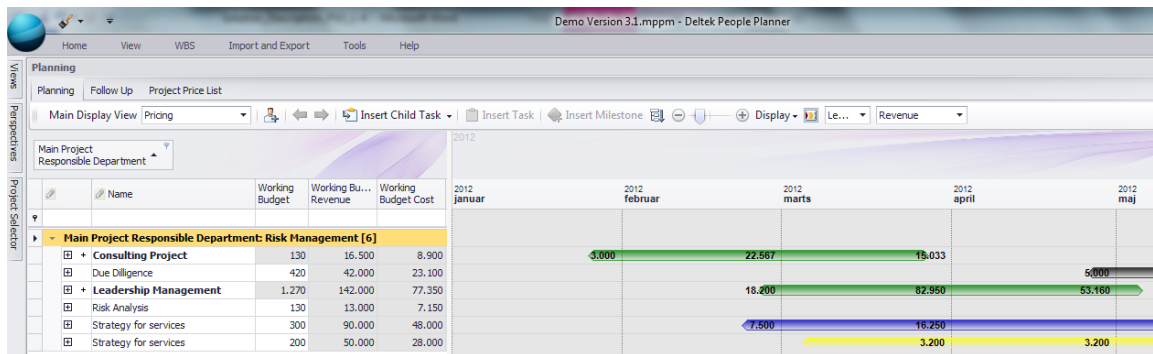 Demo Version 3.1.mppm - Deltek People Planner
Home View WBS Import and Export Tools Help
Views
Perspectives
Project Selector
Planning
Planning Follow Up Project Price List
Main Display View Pricing Insert Child Task Insert Task Insert Milestone Display Le... Revenue
2012
Main Project
Responsible Department
Name Working Budget Working Bu... Revenue Working Budget Cost
2012 2012 2012 2012 2012
januar februar marts april maj
Main Project Responsible Department: Risk Management [6]
+ Consulting Project 130 16.500 8.900 3.000 22.567 15.033
Due Dilligence 420 42.000 23.100 5.000
+ Leadership Management 1.270 142.000 77.350 18.200 82.950 53.160
Risk Analysis 130 13.000 7.150
Strategy for services 300 90.000 48.000 7.500 16.250
Strategy for services 200 50.000 28.000 3.200 3.200